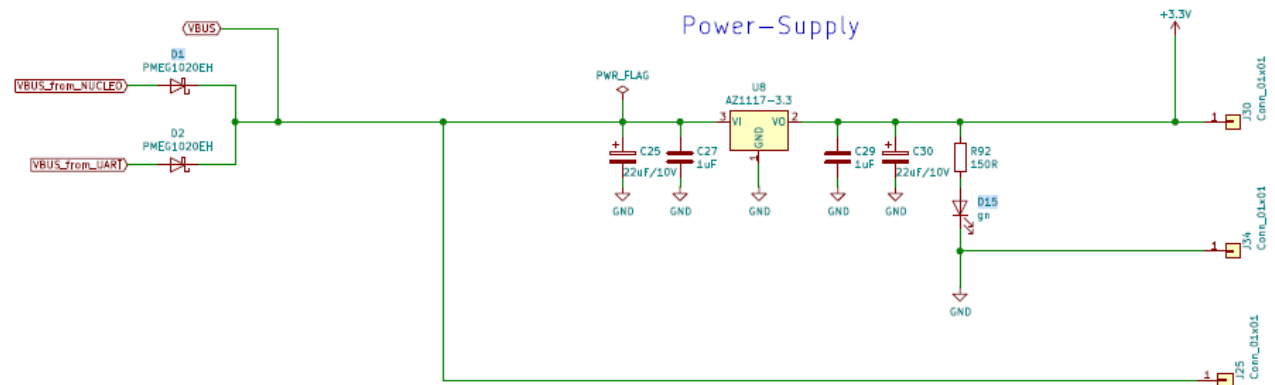 Power-Supply
+3.3V
VBUS
D1
PMEG1020EH
VBUS_from_NUCLEO
D2
PMEG1020EH
VBUS_from_UART
PWR_FLAG
U8
AZ1117-3.3
3
VI
VO
2
GND
1
1
J30
Conn_01x01
+
C25
22uF/10V
C27
1uF
C29
1uF
+
C30
22uF/10V
R92
150R
GND
GND
GND
GND
GND
D15
gn
1
J34
Conn_01x01
GND
1
J25
Conn_01x01